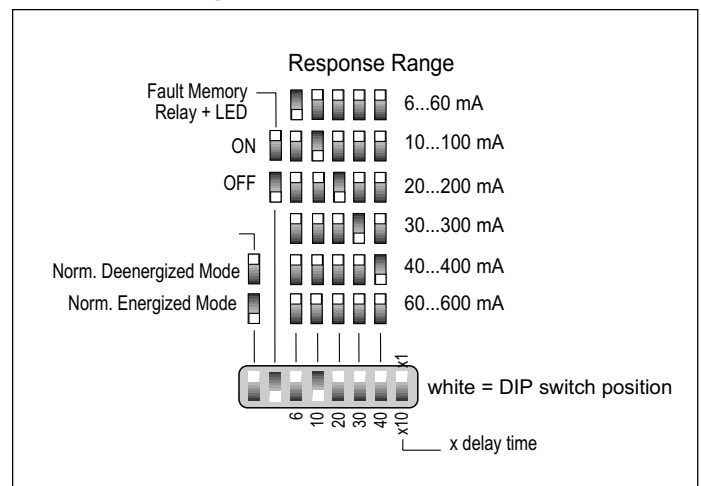 Response Range
Fault Memory
Relay + LED
6...60 mA
ON
10...100 mA
OFF
20...200 mA
30...300 mA
Norm. Deenergized Mode
40...400 mA
Norm. Energized Mode
60...600 mA
x1
white = DIP switch position
6
10
20
30
40
x10
x delay time